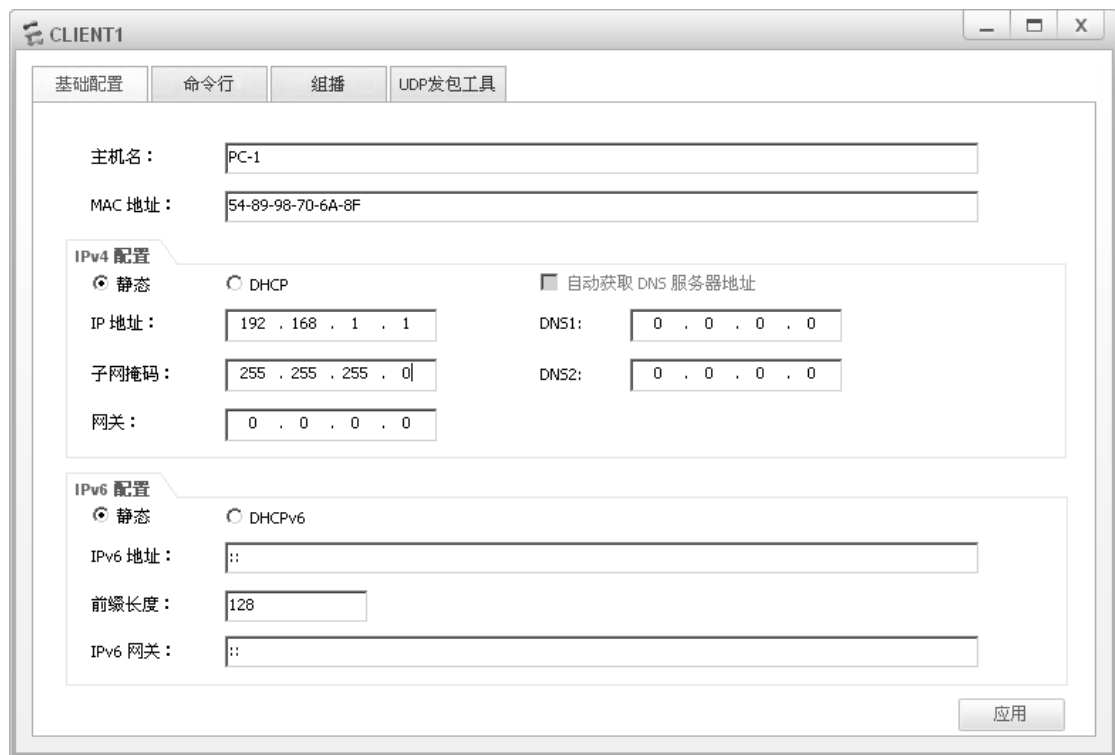 CLIENT1
基础配置 命令行 组播 UDP发包工具
主机名： PC-1
MAC 地址： 54-89-98-70-6A-8F
IPv4 配置
静态 DHCP 自动获取 DNS 服务器地址
IP 地址： 192 . 168 . 1 . 1 DNS1: 0 . 0 . 0 . 0
子网掩码： 255 . 255 . 255 . 0 DNS2: 0 . 0 . 0 . 0
网关： 0 . 0 . 0 . 0
IPv6 配置
静态 DHCPv6
IPv6 地址： ::
前缀长度： 128
IPv6 网关： ::
应用